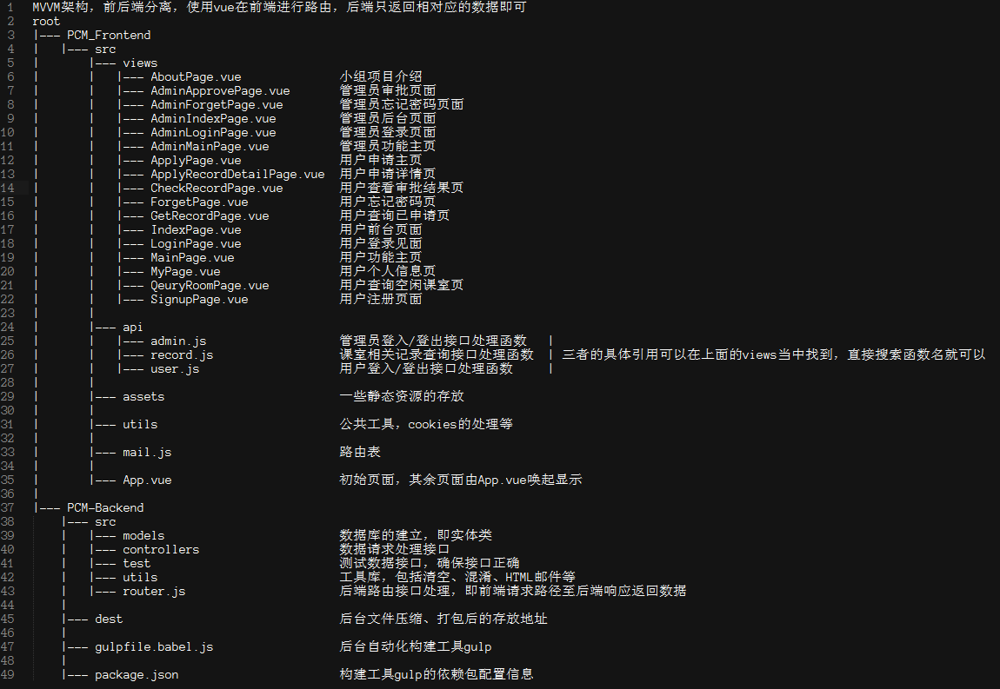 1 MVVM架构，前后端分离，使用vue在前端进行路由，后端只返回相对应的数据即可
2 root
3 |--- PCM_Frontend
4 |   |--- src
5 |       |--- views
6 |       |   |--- AboutPage.vue 小组项目介绍
7 |       |   |--- AdminApprovePage.vue 管理员审批页面
8 |       |   |--- AdminForgetPage.vue 管理员忘记密码页面
9 |       |   |--- AdminIndexPage.vue 管理员后台页面
10 |       |   |--- AdminLoginPage.vue 管理员登录页面
11 |       |   |--- AdminMainPage.vue 管理员功能主页
12 |       |   |--- ApplyPage.vue 用户申请主页
13 |       |   |--- ApplyRecordDetailPage.vue 用户申请详情页
14 |       |   |--- CheckRecordPage.vue 用户查看审批结果页
15 |       |   |--- ForgetPage.vue 用户忘记密码页
16 |       |   |--- GetRecordPage.vue 用户查询已申请页
17 |       |   |--- IndexPage.vue 用户前台页面
18 |       |   |--- LoginPage.vue 用户登录见面
19 |       |   |--- MainPage.vue 用户功能主页
20 |       |   |--- MyPage.vue 用户个人信息页
21 |       |   |--- QeuryRoomPage.vue 用户查询空闲课室页
22 |       |   |--- SignupPage.vue 用户注册页面
23 |       |
24 |       |--- api
25 |       |   |--- admin.js 管理员登入/登出接口处理函数 |
26 |       |   |--- record.js 课室相关记录查询接口处理函数 | 三者的具体引用可以在上面的views当中找到，直接搜索函数名就可以
27 |       |   |--- user.js 用户登入/登出接口处理函数 |
28 |       |
29 |       |--- assets 一些静态资源的存放
30 |       |
31 |       |--- utils 公共工具，cookies的处理等
32 |       |
33 |       |--- mail.js 路由表
34 |       |
35 |       |--- App.vue 初始页面，其余页面由App.vue唤起显示
36 |
37 |--- PCM-Backend
38     |--- src
39     |   |--- models 数据库的建立，即实体类
40     |   |--- controllers 数据请求处理接口
41     |   |--- test 测试数据接口，确保接口正确
42     |   |--- utils 工具库，包括清空、混淆、HTML邮件等
43     |   |--- router.js 后端路由接口处理，即前端请求路径至后端响应返回数据
44     |
45     |--- dest 后台文件压缩、打包后的存放地址
46     |
47     |--- gulpfile.babel.js 后台自动化构建工具gulp
48     |
49     |--- package.json 构建工具gulp的依赖包配置信息